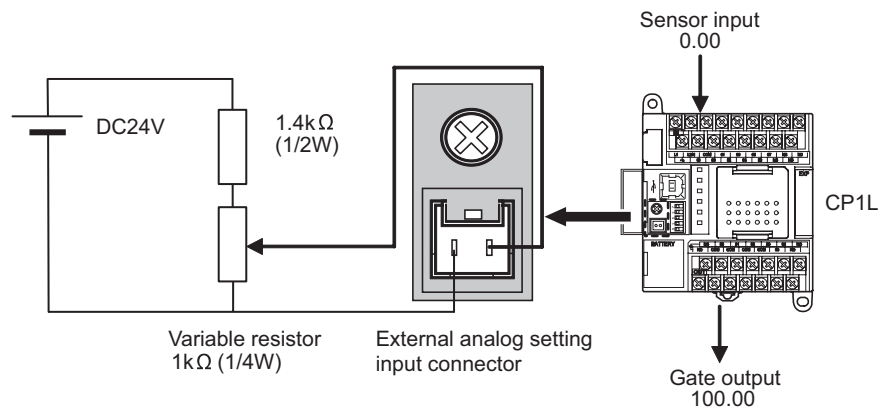 Sensor input
0.00
DC24V
1.4kΩ
(1/2W)
CP1L
BATTERY
EXP
Variable resistor
1kΩ (1/4W)
External analog setting
input connector
Gate output
100.00